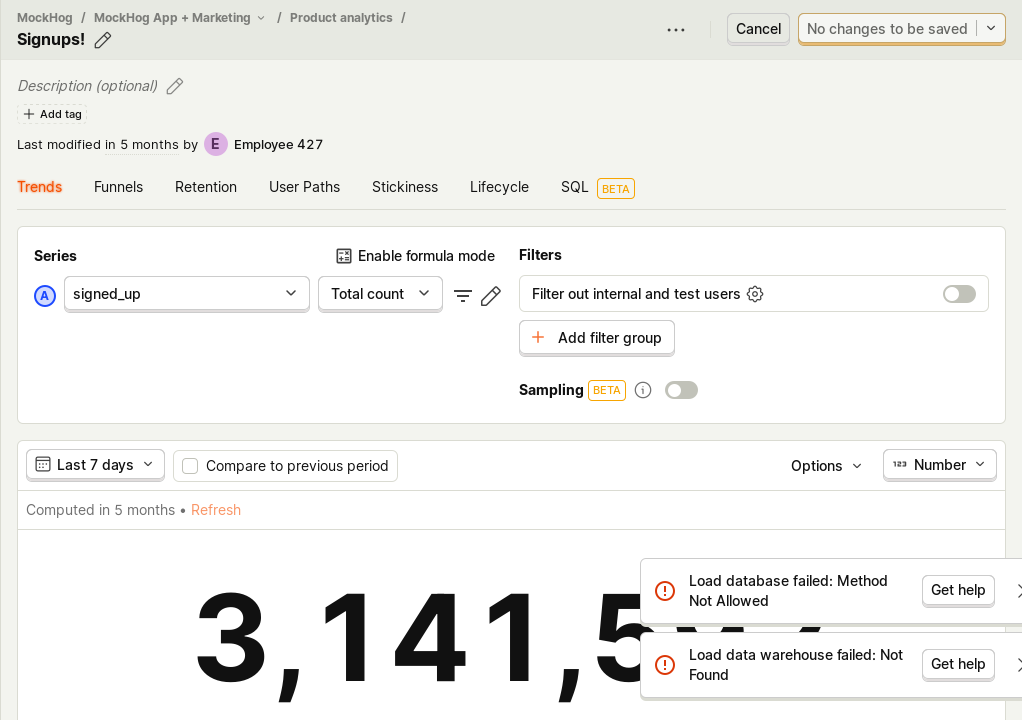 MockHog / MockHog App + Marketing / Product analytics /
Signups!
Cancel
No changes to be saved
Description (optional)
Add tag
Last modified in 5 months by E Employee 427
Trends Funnels Retention User Paths Stickiness Lifecycle SQL BETA
Series
Enable formula mode
A signed_up Total count
Filters
Filter out internal and test users
Add filter group
Sampling BETA
Last 7 days Compare to previous period Options 123 Number
Computed in 5 months • Refresh
3,141,5
Load database failed: Method
Not Allowed
Get help
Load data warehouse failed: Not
Found
Get help